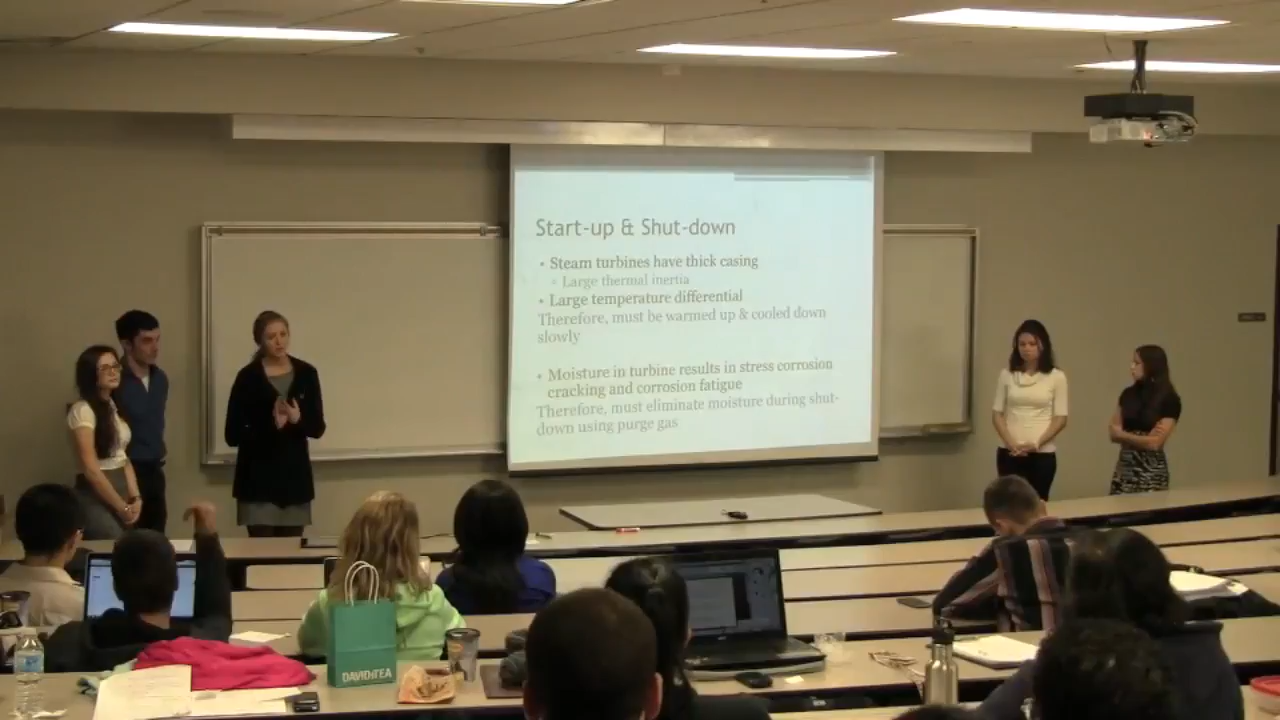 Start-up & Shut-down
• Steam turbines have thick casing
▫ Large thermal inertia
• Large temperature differential
Therefore, must be warmed up & cooled down
slowly
• Moisture in turbine results in stress corrosion
cracking and corrosion fatigue
Therefore, must eliminate moisture during shut-
down using purge gas
DAVIDsTEA